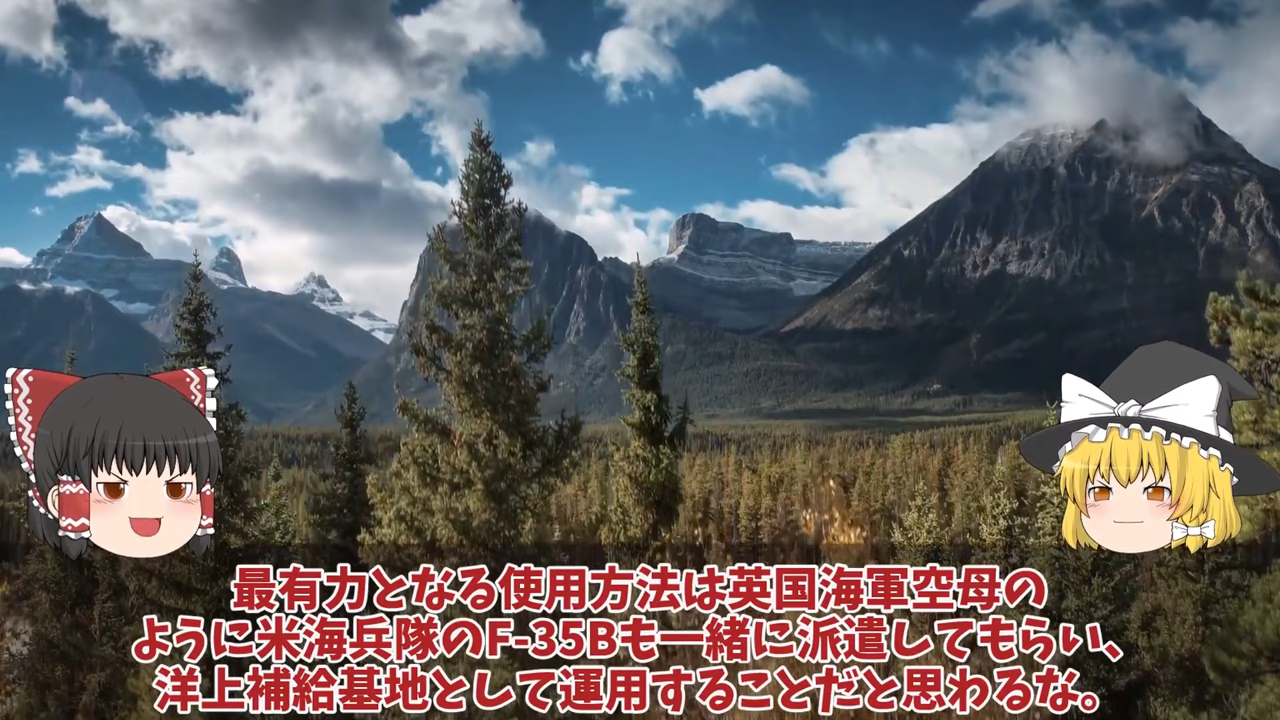 最有力となる使用方法は英国海軍空母の
ように米海兵隊のF-35Bも一緒に派遣してもらい、
洋上補給基地として運用することだと思わるな。